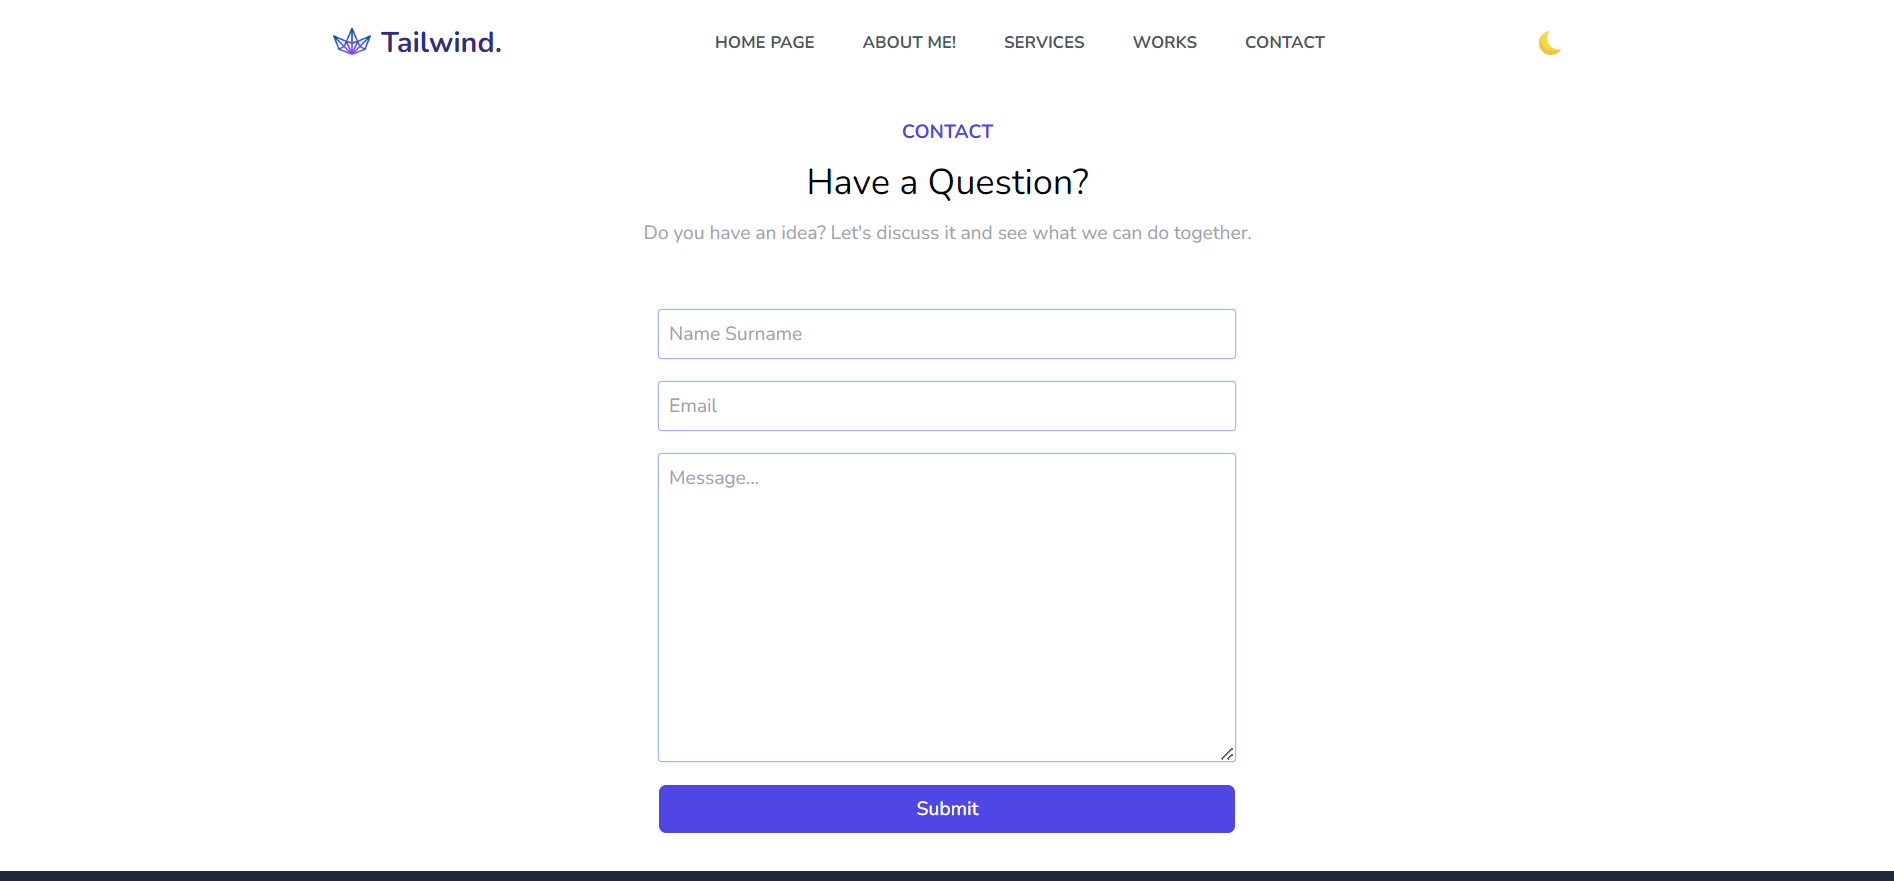 Tailwind.
HOME PAGE ABOUT ME! SERVICES WORKS CONTACT
CONTACT
Have a Question?
Do you have an idea? Let's discuss it and see what we can do together.
Name Surname
Email
Message...
Submit